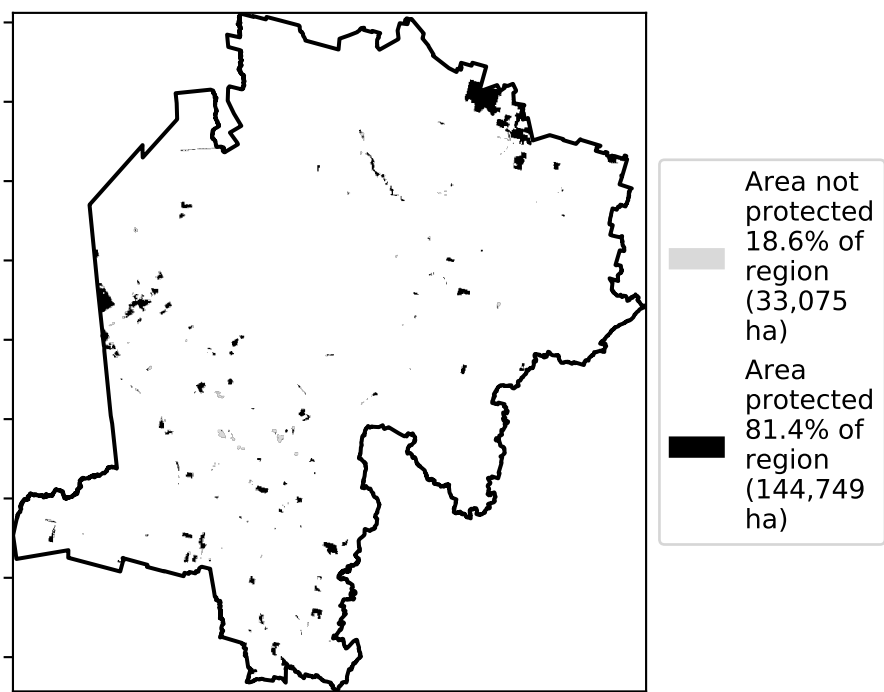 Area not
protected
18.6% of
region
(33,075
ha)
Area
protected
81.4% of
region
(144,749
ha)